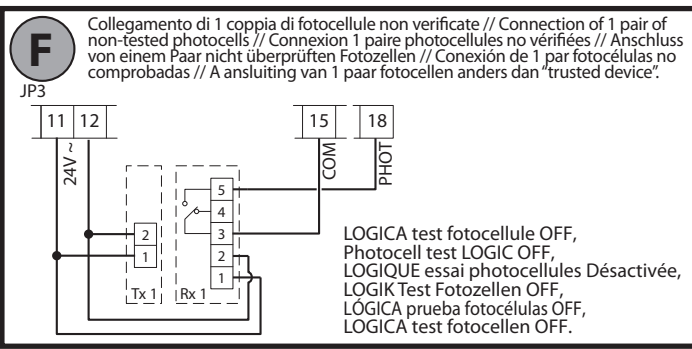 F
Collegamento di 1 coppia di fotocellule non verificate // Connection of 1 pair of
non-tested photocells // Connexion 1 paire photocellules no vérifiées // Anschluss
von einem Paar nicht überprüften Fotozellen // Conexión de 1 par fotocélulas no
comprobadas // A ansluiting van 1 paar fotocellen anders dan “trusted device”.
JP3
11 12 15 18
24V ~
COM
PHOT
5
4
3
2
1
2
1
Tx 1 Rx 1
LOGICA test fotocellule OFF,
Photocell test LOGIC OFF,
LOGIQUE essai photocellules Désactivée,
LOGIK Test Fotozellen OFF,
LÓGICA prueba fotocélulas OFF,
LOGICA test fotocellen OFF.